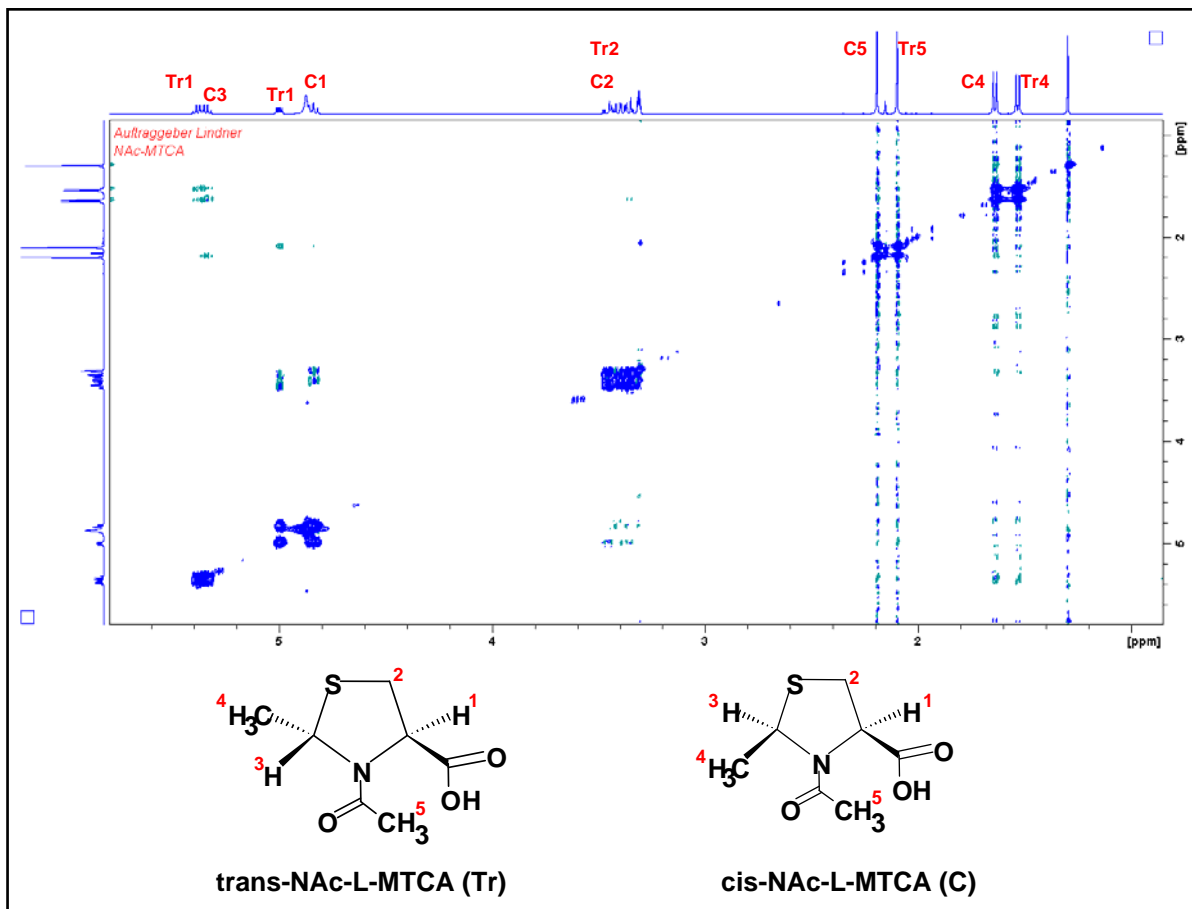 Tr2
C5 Tr5
Tr1 C3 Tr1 C1 C2 C4 Tr4
Auftraggeber Lindner
NAc-MTCA
[ppm]
2
3
4
5
5 4 3 2 [ppm]
S 2
4 H3C H 1
3 H N O
OH
O CH3 5
trans-NAc-L-MTCA (Tr)
S 2
3 H H 1
4 H3C N O
OH
O CH3 5
cis-NAc-L-MTCA (C)